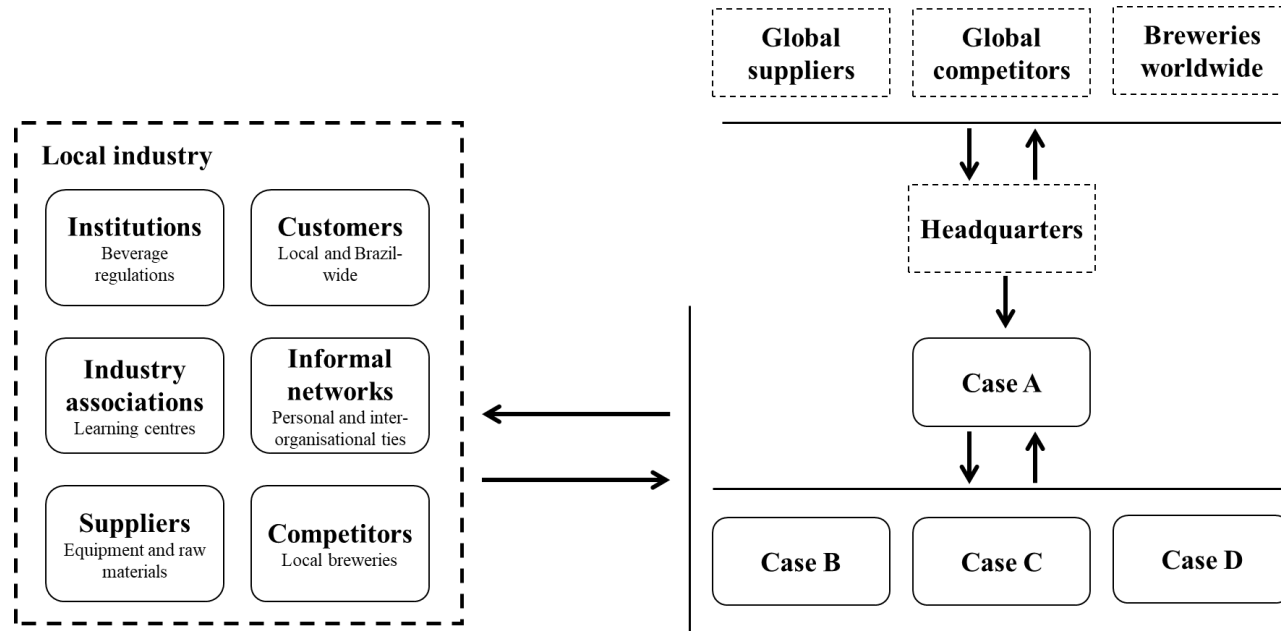 Global
suppliers
Global
competitors
Breweries
worldwide
Local industry
Institutions
Beverage
regulations
Customers
Local and Brazil-
wide
Headquarters
Industry
associations
Learning centres
Informal
networks
Personal and inter-
organisational ties
Case A
Suppliers
Equipment and raw
materials
Competitors
Local breweries
Case B
Case C
Case D